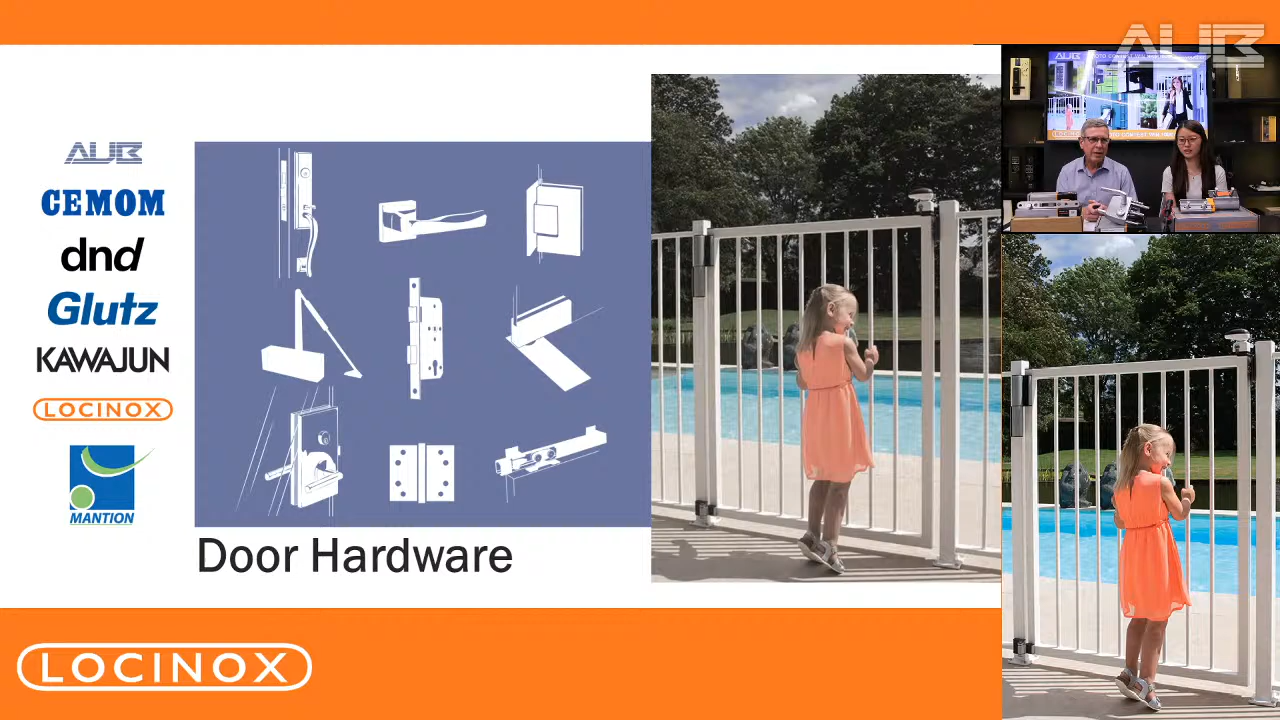 AUB
CEMOM
dnd
Glutz
KAWAJUN
LOCINOX
MANTION
Door Hardware
LOCINOX
AUB